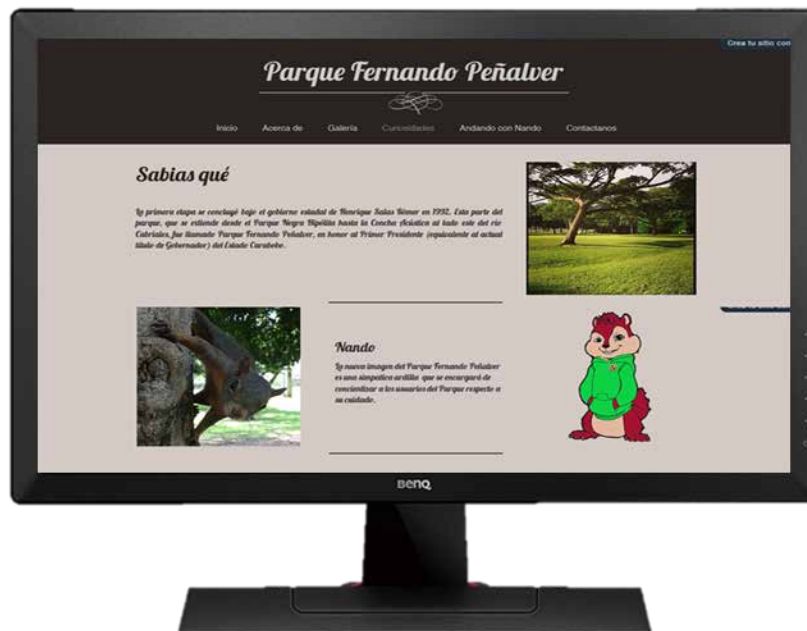 Crea tu sitio con
Parque Fernando Peñalver
Inicio Acerca de Galería Curiosidades Andando con Nando Contactanos
Sabias qué
La primera etapa se concluyó bajo el gobierno estadal de Henrique Salas Römer en 1992. Esta parte del
parque, que se extiende desde el Parque Negra Hipólita hasta la Concha Acústica al lado este del río
Cabriales, fue llamado Parque Fernando Peñalver, en honor al Primer Presidente (equivalente al actual
título de Gobernador) del Estado Carabobo.
Nando
La nueva imagen del Parque Fernando Peñalver
es una simpatica ardilla que se encargará de
concientizar a los usuarios del Parque respecto a
su cuidado.
BenQ